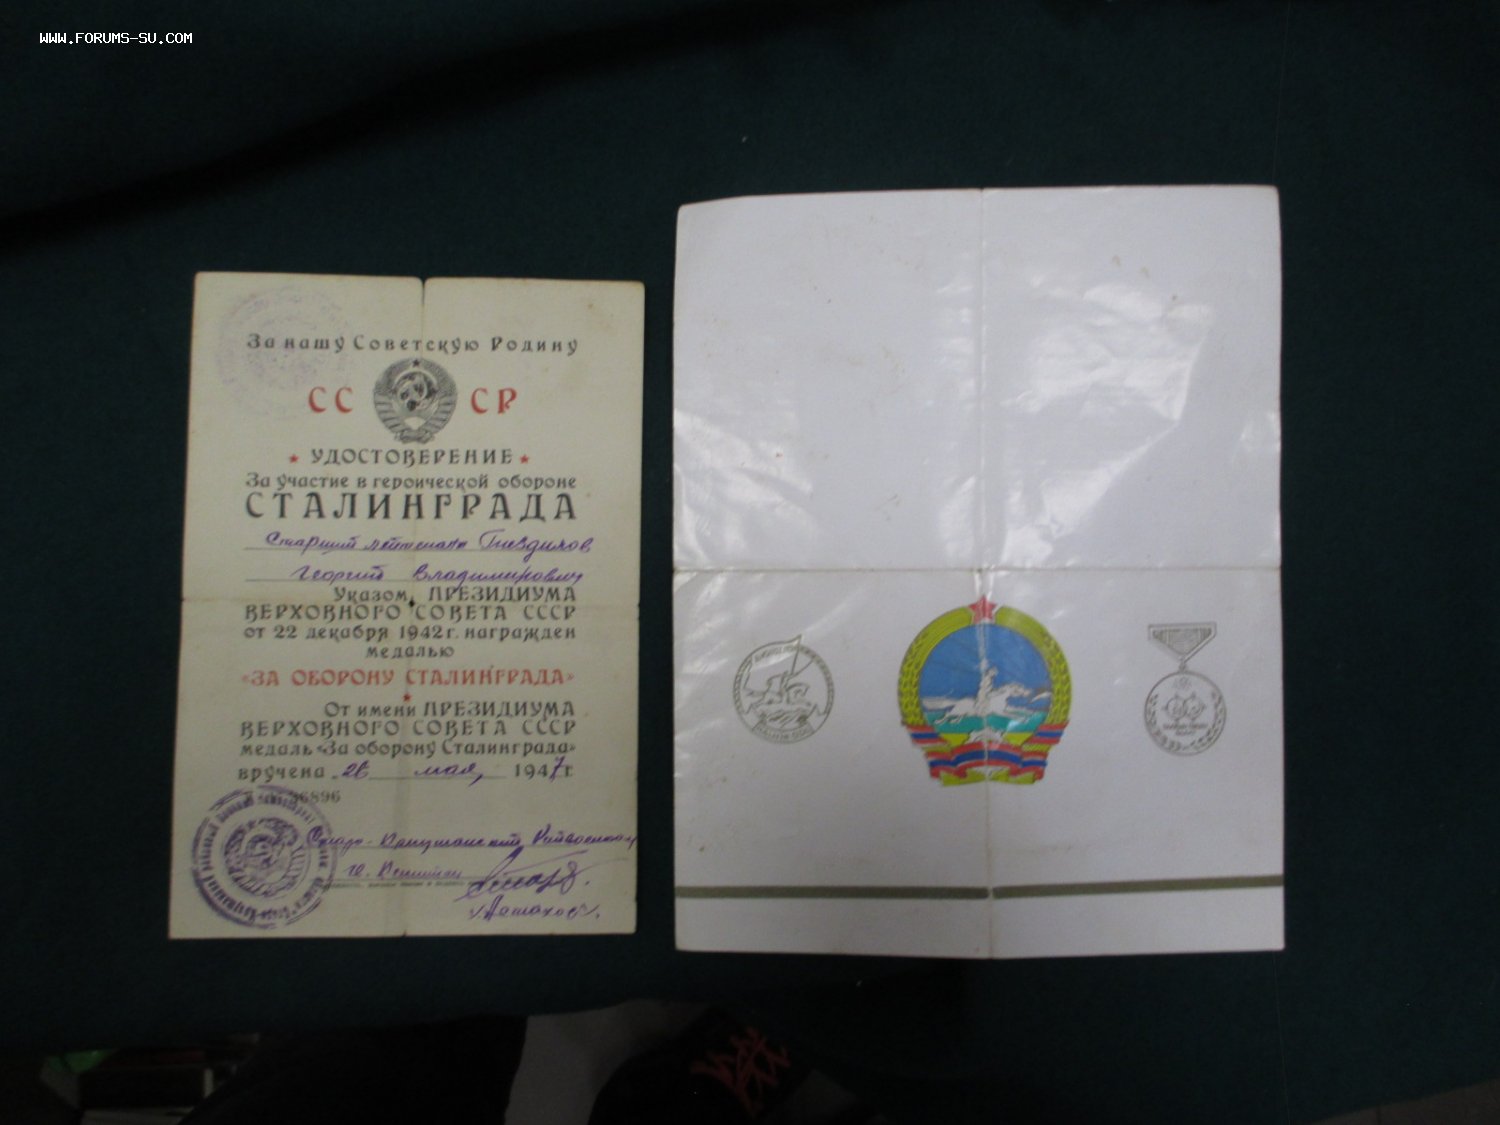 WWW.FORUMS-SU.COM
За нашу Советскую Родину
СС СР
УДОСТОВЕРЕНИЕ
За участие в героической обороне
СТАЛИНГРАДА
Старший лейтенант
Георгий Владимирович
Указом ПРЕЗИДИУМА
ВЕРХОВНОГО СОВЕТА СССР
от 22 декабря 1942 г. награжден
медалью
«ЗА ОБОРОНУ СТАЛИНГРАДА»
От имени ПРЕЗИДИУМА
ВЕРХОВНОГО СОВЕТА СССР
медаль «За оборону Сталинграда»
вручена 26 мая, 1947 г.
36896